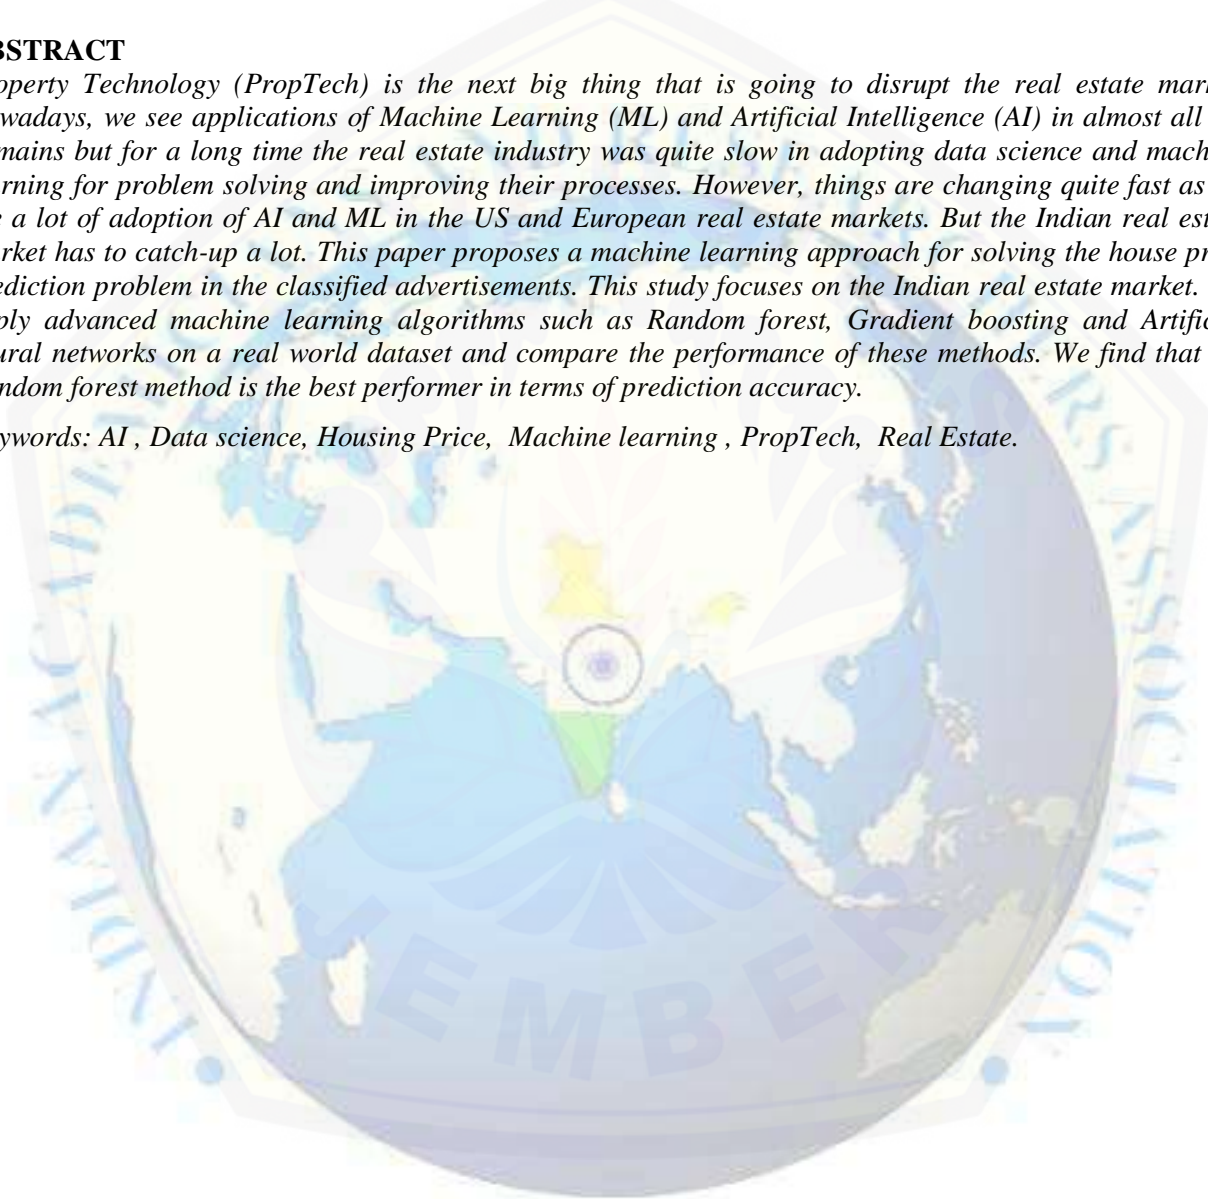 BSTRACT
operty Technology (PropTech) is the next big thing that is going to disrupt the real estate mar
wadays, we see applications of Machine Learning (ML) and Artificial Intelligence (AI) in almost all
mains but for a long time the real estate industry was quite slow in adopting data science and mach
rning for problem solving and improving their processes. However, things are changing quite fast as
e a lot of adoption of AI and ML in the US and European real estate markets. But the Indian real est
rket has to catch-up a lot. This paper proposes a machine learning approach for solving the house pr
ediction problem in the classified advertisements. This study focuses on the Indian real estate market.
ply advanced machine learning algorithms such as Random forest, Gradient boosting and Artific
ural networks on a real world dataset and compare the performance of these methods. We find that
ndom forest method is the best performer in terms of prediction accuracy.
ywords: AI , Data science, Housing Price, Machine learning , PropTech, Real Estate.
INDIAN
ASSOCIATION
JEMBER